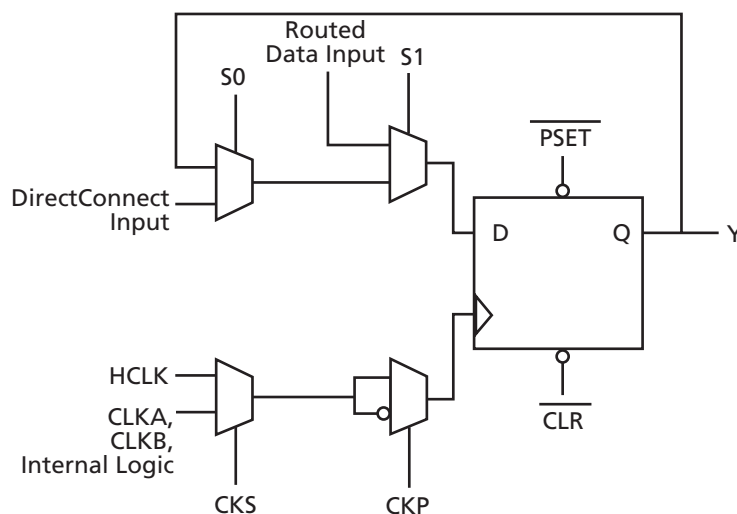 Routed
Data Input
S1
S0
PSET
DirectConnect
Input
D
Q
Y
HCLK
CLKA,
CLKB,
Internal Logic
CLR
CKS
CKP